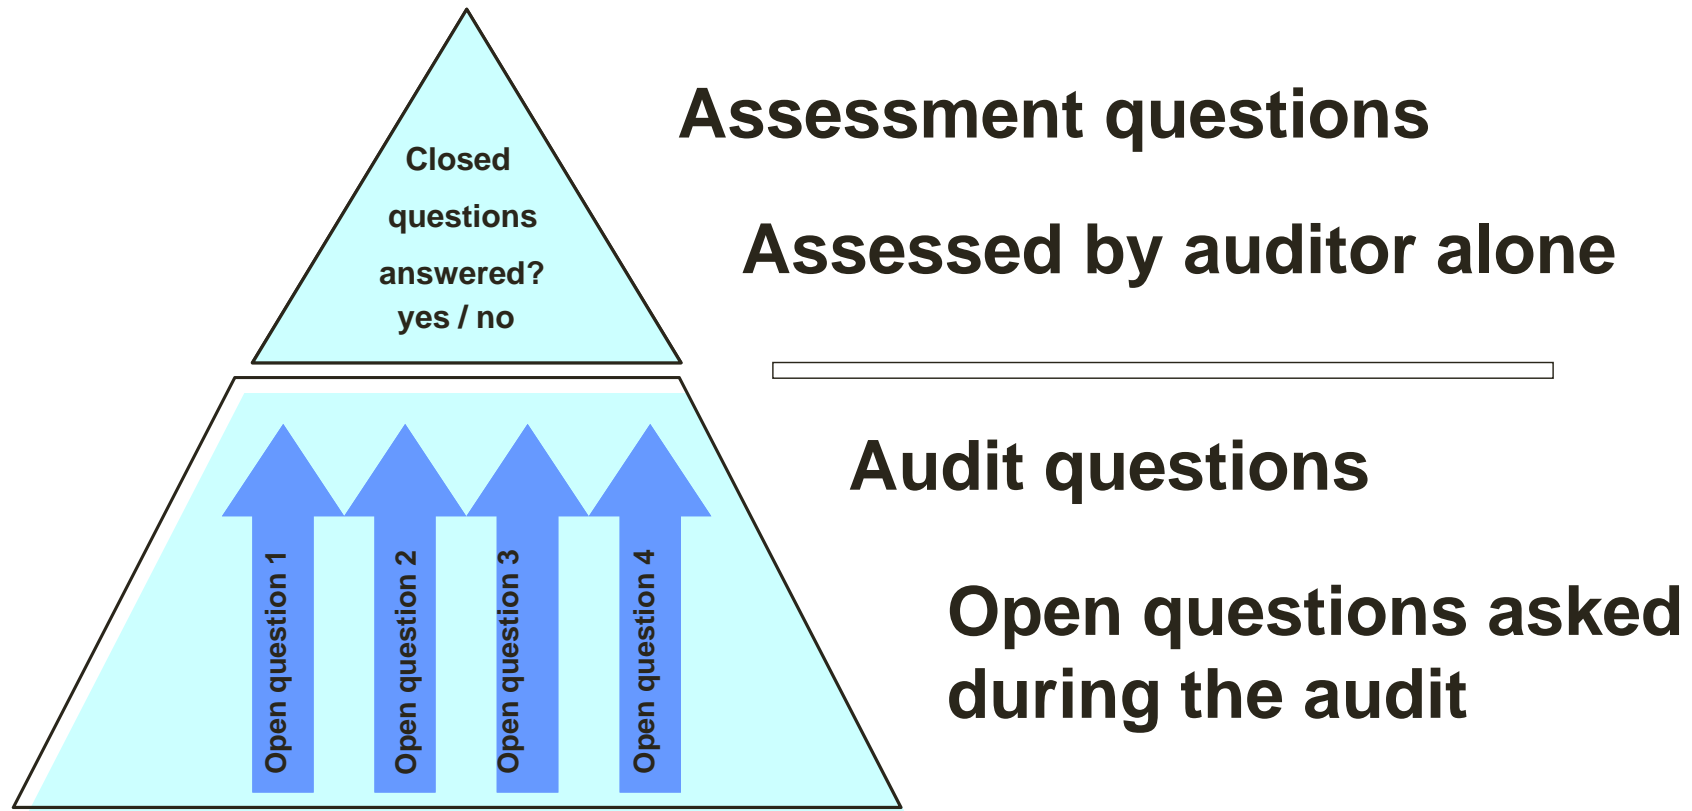 Assessment questions
Closed
questions
answered?
yes / no
Assessed by auditor alone
Audit questions
Open question 1
Open question 2
Open question 3
Open question 4
Open questions asked
during the audit